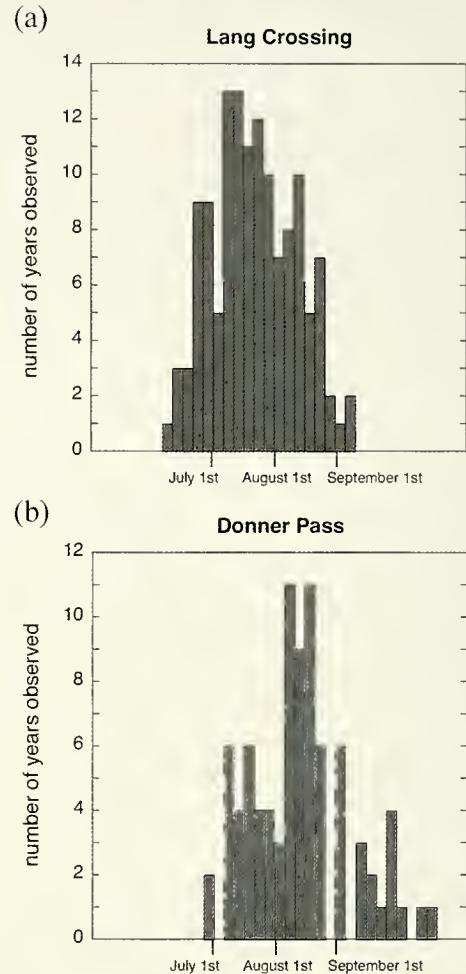 (a)
Lang Crossing
14
12
10
8
6
4
2
0
number of years observed
July 1st August 1st September 1st
(b)
Donner Pass
12
10
8
6
4
2
0
number of years observed
July 1st August 1st September 1st